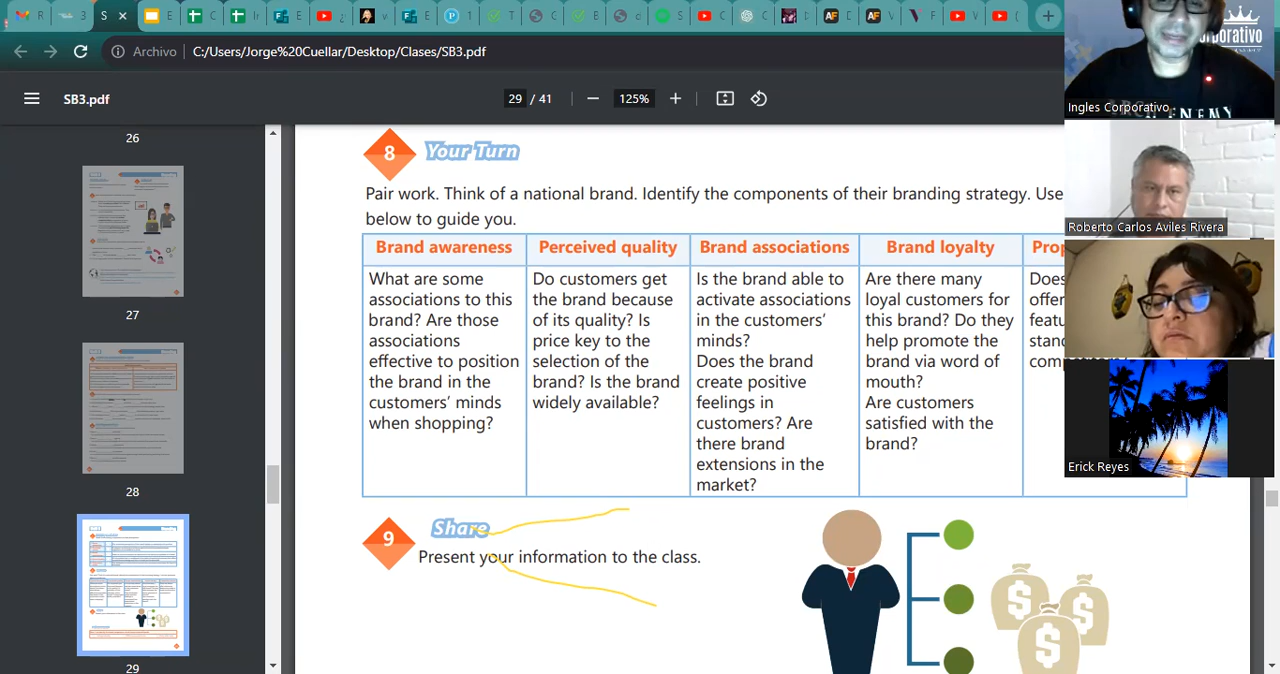 Archivo
C:/Users/Jorge%20Cuellar/Desktop/Clases/SB3.pdf
SB3.pdf
29 / 41
125%
orporativo
ENEMY
Ingles Corporativo
Roberto Carlos Aviles Rivera
Erick Reyes
26
27
28
29
8
Your Turn
Pair work. Think of a national brand. Identify the components of their branding strategy. Use
below to guide you.
Brand awareness
What are some
associations to this
brand? Are those
associations
effective to position
the brand in the
customers' minds
when shopping?
Perceived quality
Do customers get
the brand because
of its quality? Is
price key to the
selection of the
brand? Is the brand
widely available?
Brand associations
Is the brand able to
activate associations
in the customers'
minds?
Does the brand
create positive
feelings in
customers? Are
there brand
extensions in the
market?
Brand loyalty
Are there many
loyal customers for
this brand? Do they
help promote the
brand via word of
mouth?
Are customers
satisfied with the
brand?
Prop
Does
offer
featu
stand
comp
9
Share
Present your information to the class.
$
$
$